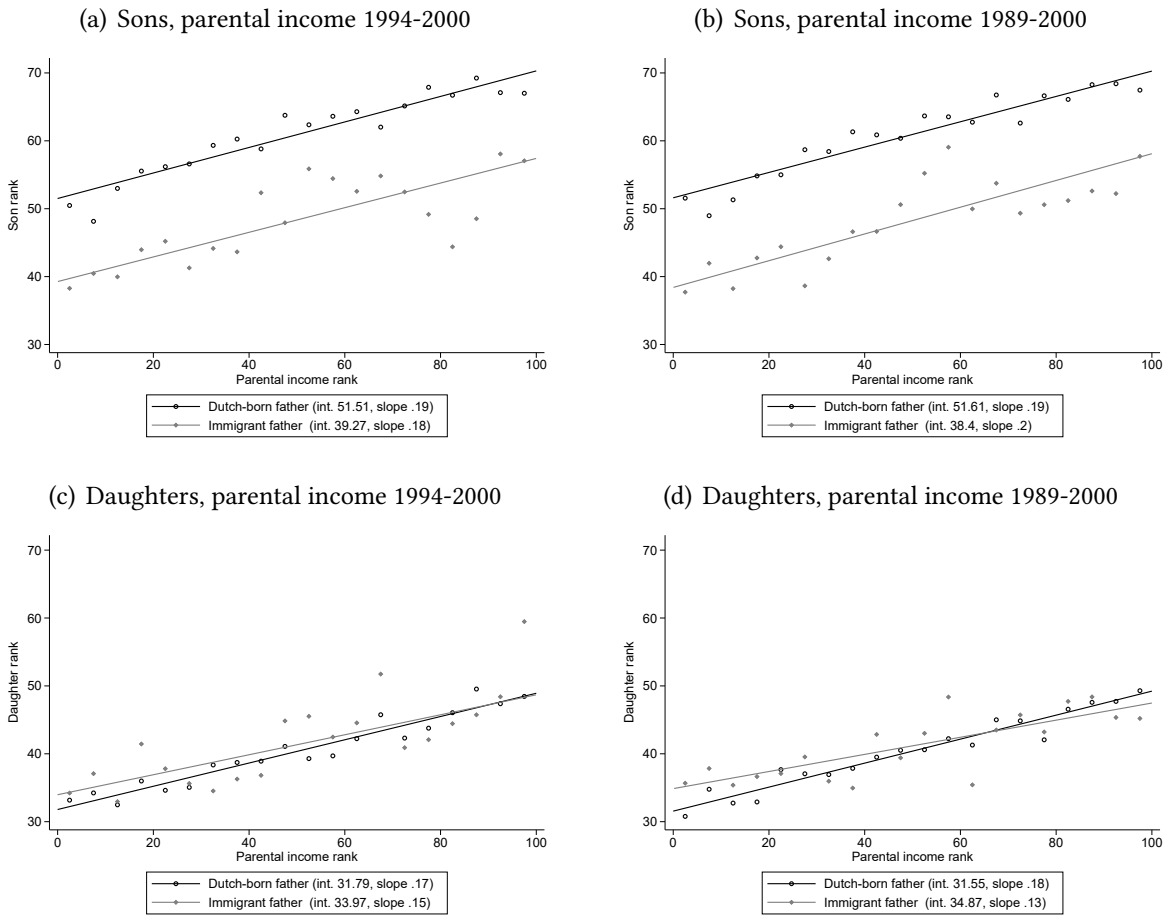 (a) Sons, parental income 1994-2000
70
60
50
40
30
Son rank
0 20 40 60 80 100
Parental income rank
Dutch-born father (int. 51.51, slope .19)
Immigrant father (int. 39.27, slope .18)
(b) Sons, parental income 1989-2000
70
60
50
40
30
Son rank
0 20 40 60 80 100
Parental income rank
Dutch-born father (int. 51.61, slope .19)
Immigrant father (int. 38.4, slope .2)
(c) Daughters, parental income 1994-2000
70
60
50
40
30
Daughter rank
0 20 40 60 80 100
Parental income rank
Dutch-born father (int. 31.79, slope .17)
Immigrant father (int. 33.97, slope .15)
(d) Daughters, parental income 1989-2000
70
60
50
40
30
Daughter rank
0 20 40 60 80 100
Parental income rank
Dutch-born father (int. 31.55, slope .18)
Immigrant father (int. 34.87, slope .13)